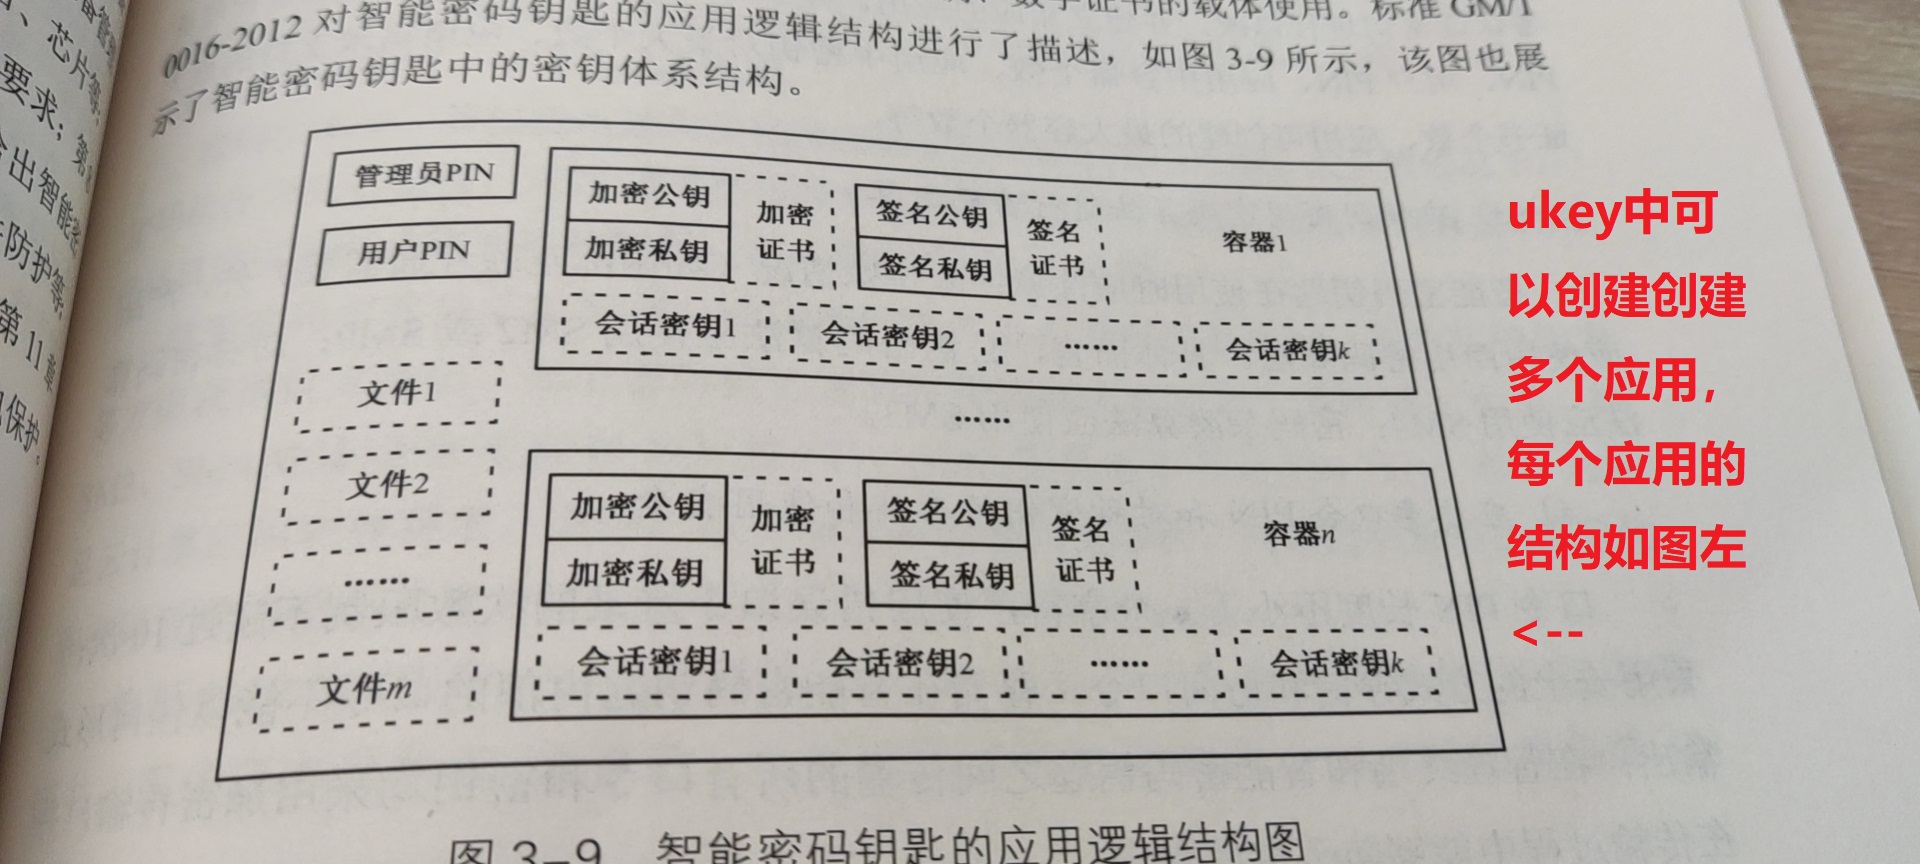 数字证书的载体使用。标准 GM/T
0016-2012 对智能密码钥匙的应用逻辑结构进行了描述，如图 3-9 所示，该图也展
示了智能密码钥匙中的密钥体系结构。
芯片等
要求；第
出智能密
防护等
第 11 章
保护。
管理员PIN
用户PIN
文件1
文件2
……
文件m
加密公钥
加密私钥
加密
证书
签名公钥
签名私钥
签名
证书
容器1
会话密钥1
会话密钥2
……
会话密钥k
……
加密公钥
加密私钥
加密
证书
签名公钥
签名私钥
签名
证书
容器n
会话密钥1
会话密钥2
……
会话密钥k
图 3-9 智能密码钥匙的应用逻辑结构图
ukey中可
以创建创建
多个应用，
每个应用的
结构如图左
<--